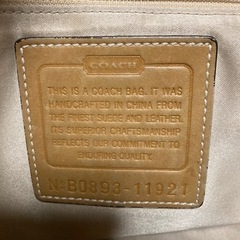 COACH
THIS IS A COACH BAG. IT WAS
HANDCRAFTED IN CHINA FROM
THE FINEST SUEDE AND LEATHER.
ITS SUPERIOR CRAFTSMANSHIP
REFLECTS OUR COMMITMENT TO
ENDURING QUALITY.
Nº B0893-11921